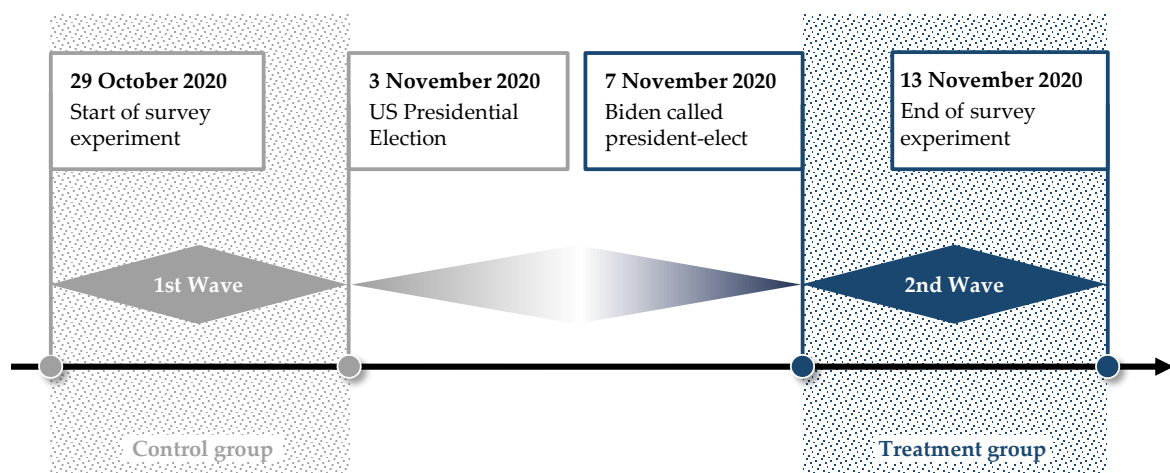 29 October 2020
Start of survey
experiment
3 November 2020
US Presidential
Election
7 November 2020
Biden called
president-elect
13 November 2020
End of survey
experiment
1st Wave
2nd Wave
Control group
Treatment group